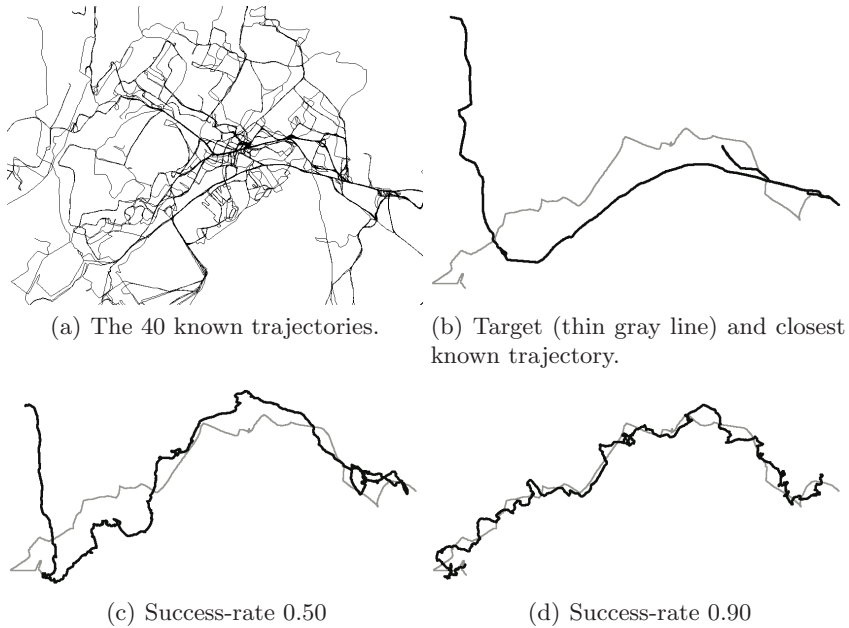 (a) The 40 known trajectories.
(b) Target (thin gray line) and closest
known trajectory.
(c) Success-rate 0.50
(d) Success-rate 0.90